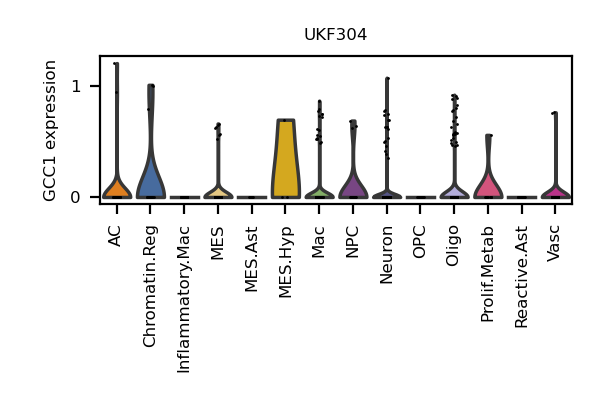 UKF304
GCC1 expression
1
0
AC
Chromatin.Reg
Inflammatory.Mac
MES
MES.Ast
MES.Hyp
Mac
NPC
Neuron
OPC
Oligo
Prolif.Metab
Reactive.Ast
Vasc